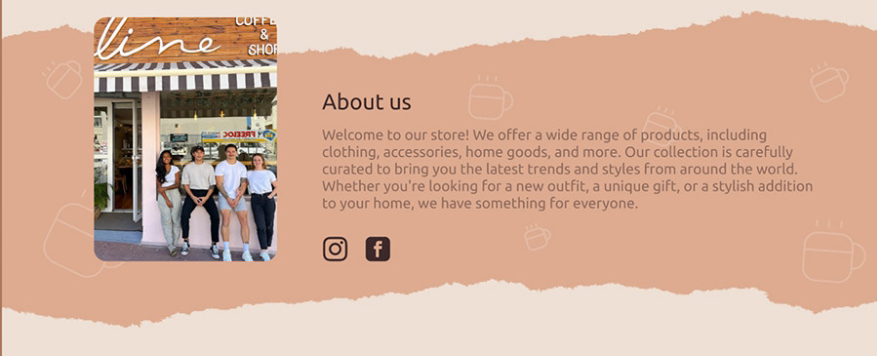 COFFE
&
SHOP
line
About us
Welcome to our store! We offer a wide range of products, including
clothing, accessories, home goods, and more. Our collection is carefully
curated to bring you the latest trends and styles from around the world.
Whether you're looking for a new outfit, a unique gift, or a stylish addition
to your home, we have something for everyone.